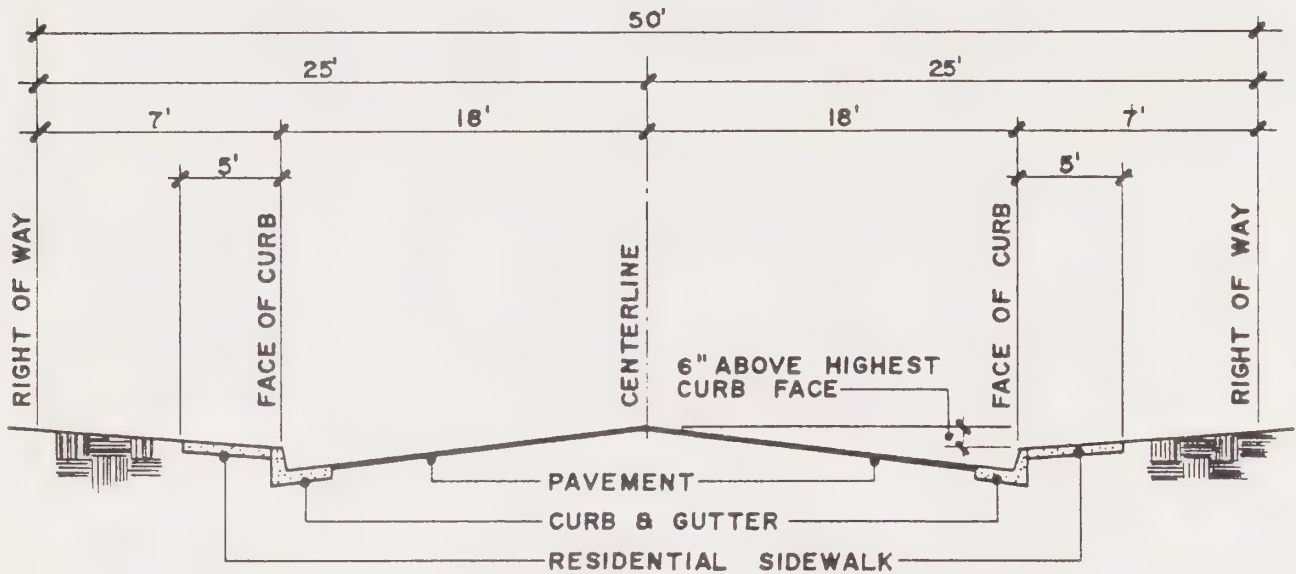 50'
25' 25'
7' 18' 18' 7'
5' 5'
RIGHT OF WAY
FACE OF CURB
CENTERLINE
FACE OF CURB
RIGHT OF WAY
6" ABOVE HIGHEST
CURB FACE
PAVEMENT
CURB & GUTTER
RESIDENTIAL SIDEWALK